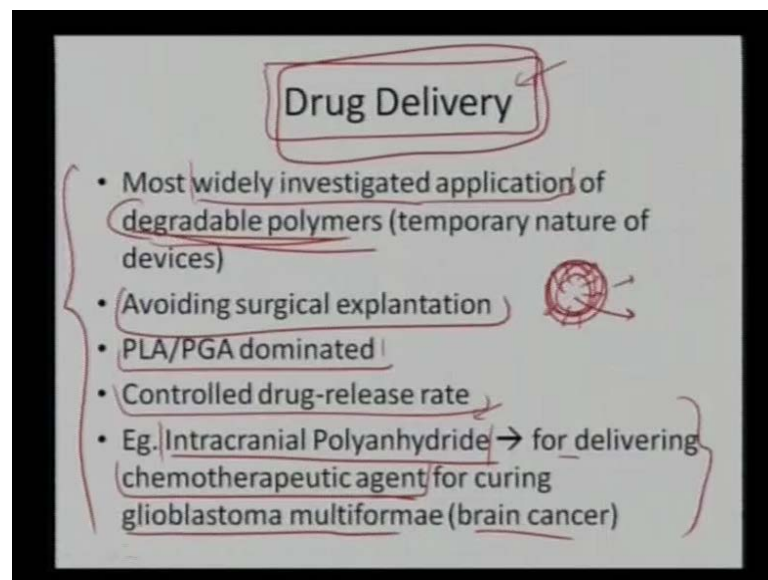 Drug Delivery
• Most widely investigated application of
degradable polymers (temporary nature of
devices)
• Avoiding surgical explantation
• PLA/PGA dominated
• Controlled drug-release rate
• Eg. Intracranial Polyanhydride → for delivering
chemotherapeutic agent for curing
glioblastoma multiformae (brain cancer)